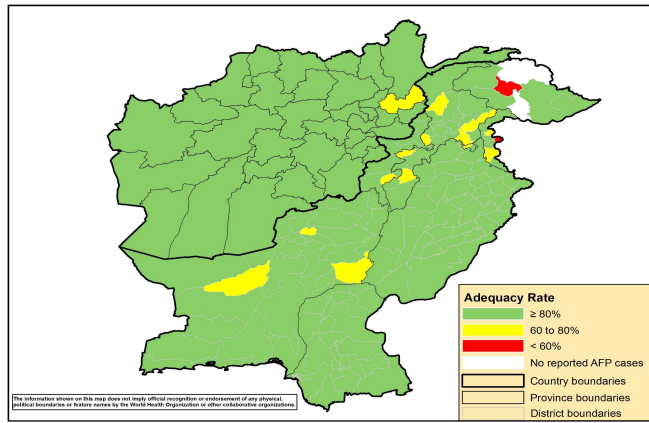 Adequacy Rate
≥ 80%
60 to 80%
< 60%
No reported AFP cases
Country boundaries
Province boundaries
District boundaries
The information shown on this map does not imply official recognition or endorsement of any physical,
political boundaries or feature names by the World Health Organization or other collaborative organizations.